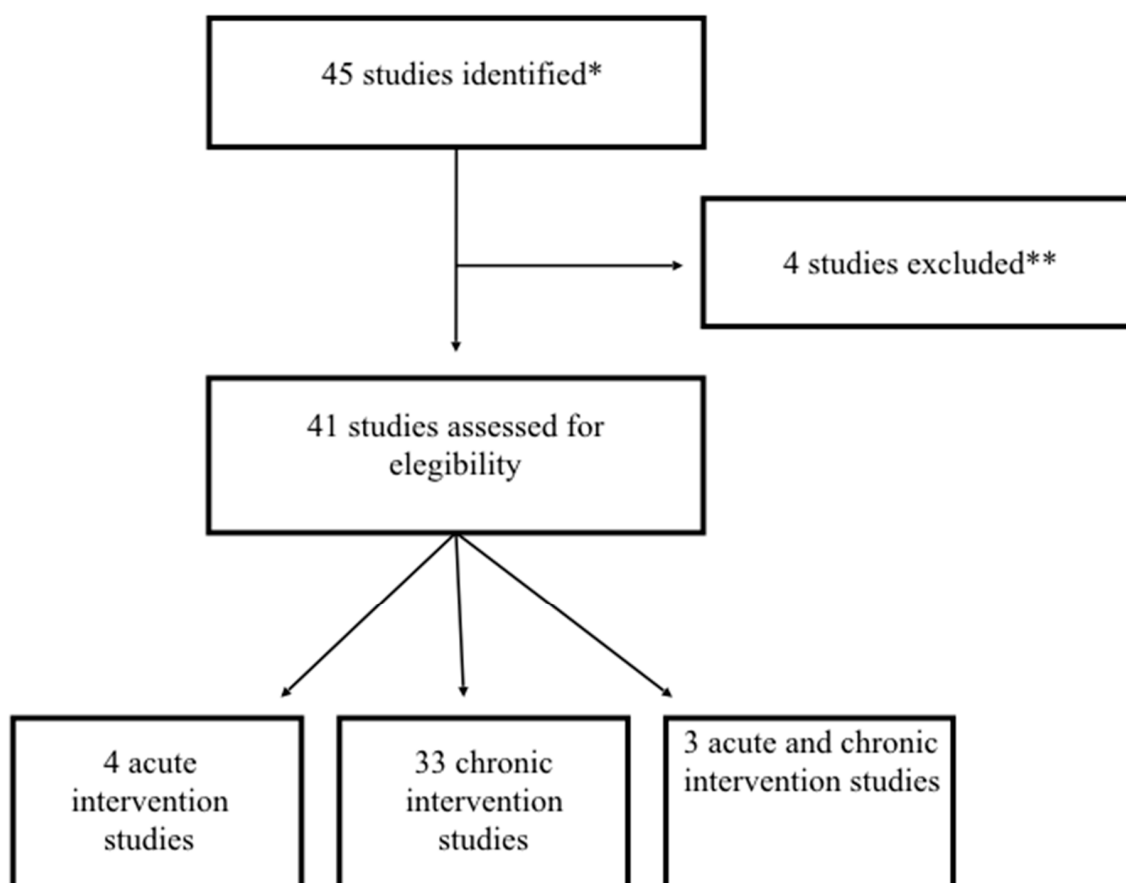 45 studies identified*
4 studies excluded**
41 studies assessed for
elegibility
4 acute
intervention
studies
33 chronic
intervention
studies
3 acute and chronic
intervention studies